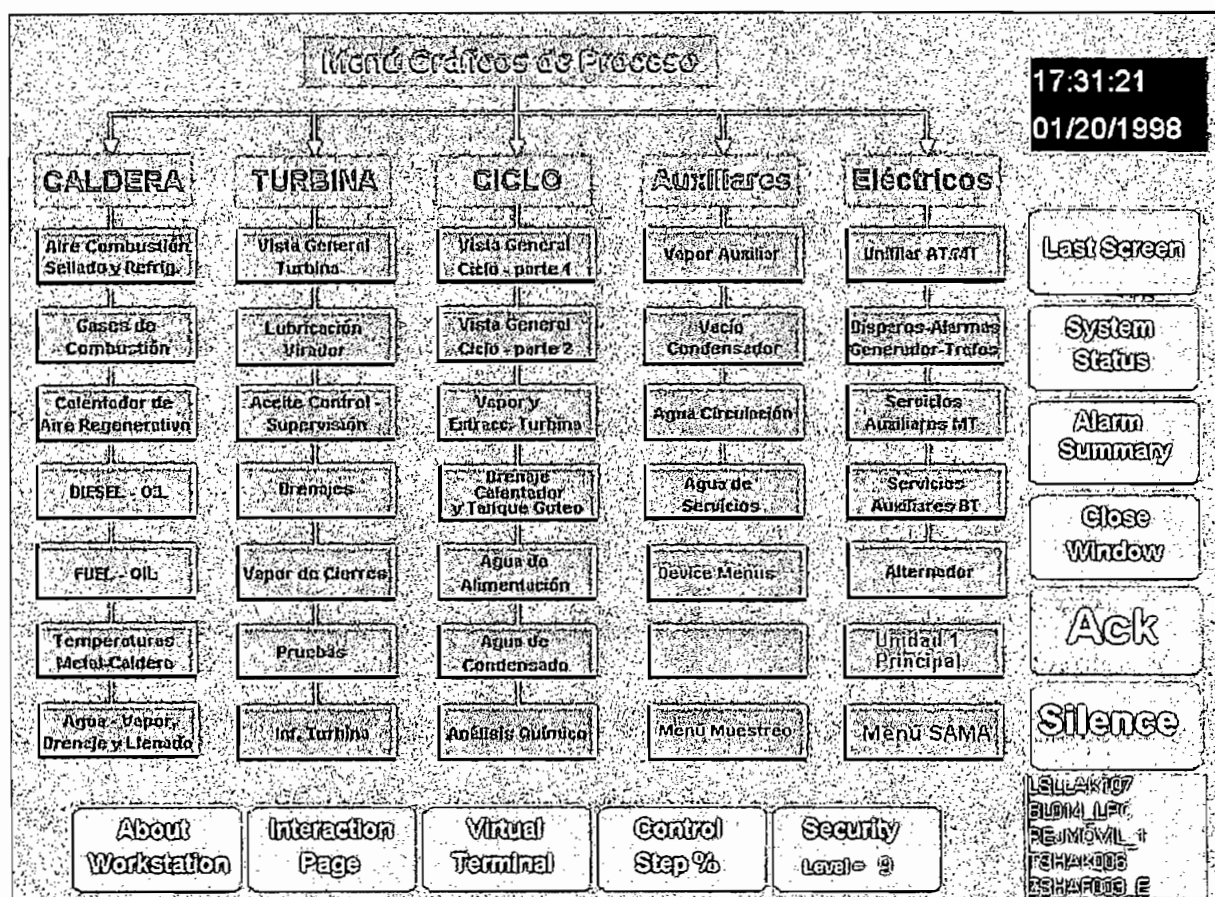 Menú Gráficos de Proceso
17:31:21
01/20/1998
CALDERA
TURBINA
CICLO
Auxiliares
Eléctricos
Aire Combustión
Sellado y Refrig.
Vista General
Turbina
Vista General
Ciclo - parte 1
Vapor Auxiliar
Unifilar AT/MT
Last Screen
Gases de
Combustión
Lubricación
Virador
Vista General
Ciclo - parte 2
Vacío
Condensador
Disparos-Alarmas
Generador-Trafos
System
Status
Calentador de
Aire Regenerativo
Aceite Control -
Supervisión
Vapor y
Extracc. Turbina
Agua Circulación
Servicios
Auxiliares MT
Alarm
Summary
DIESEL - OIL
Drenajes
Drenaje
Calentador
y Tanque Goteo
Agua de
Servicios
Servicios
Auxiliares BT
Close
Window
FUEL - OIL
Vapor de Cierres
Agua de
Alimentación
Device Menus
Alternador
Ack
Temperaturas
Metal-Caldera
Pruebas
Agua de
Condensado
Unidad 1
Principal
Silence
Agua - Vapor,
Drenaje y Llenado
Inf. Turbina
Análisis Químico
Menú Muestreo
Menú SAMA
About
Workstation
Interaction
Page
Virtual
Terminal
Control
Step %
Security
Level = 9